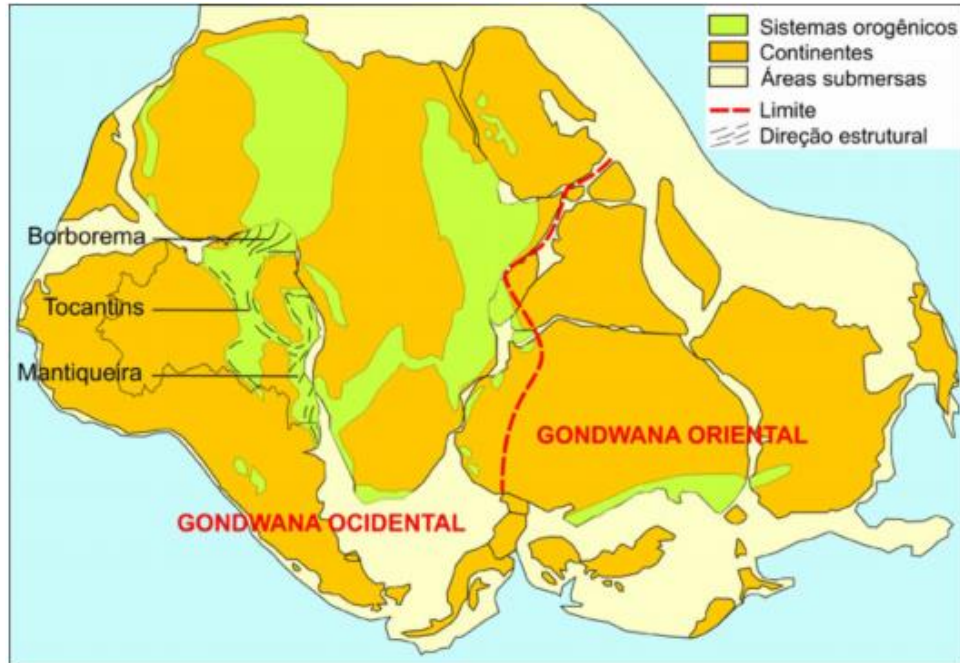 Sistemas orogênicos
Continentes
Áreas submersas
Limite
Direção estrutural
Borborema
Tocantins
Mantiqueira
GONDWANA ORIENTAL
GONDWANA OCIDENTAL